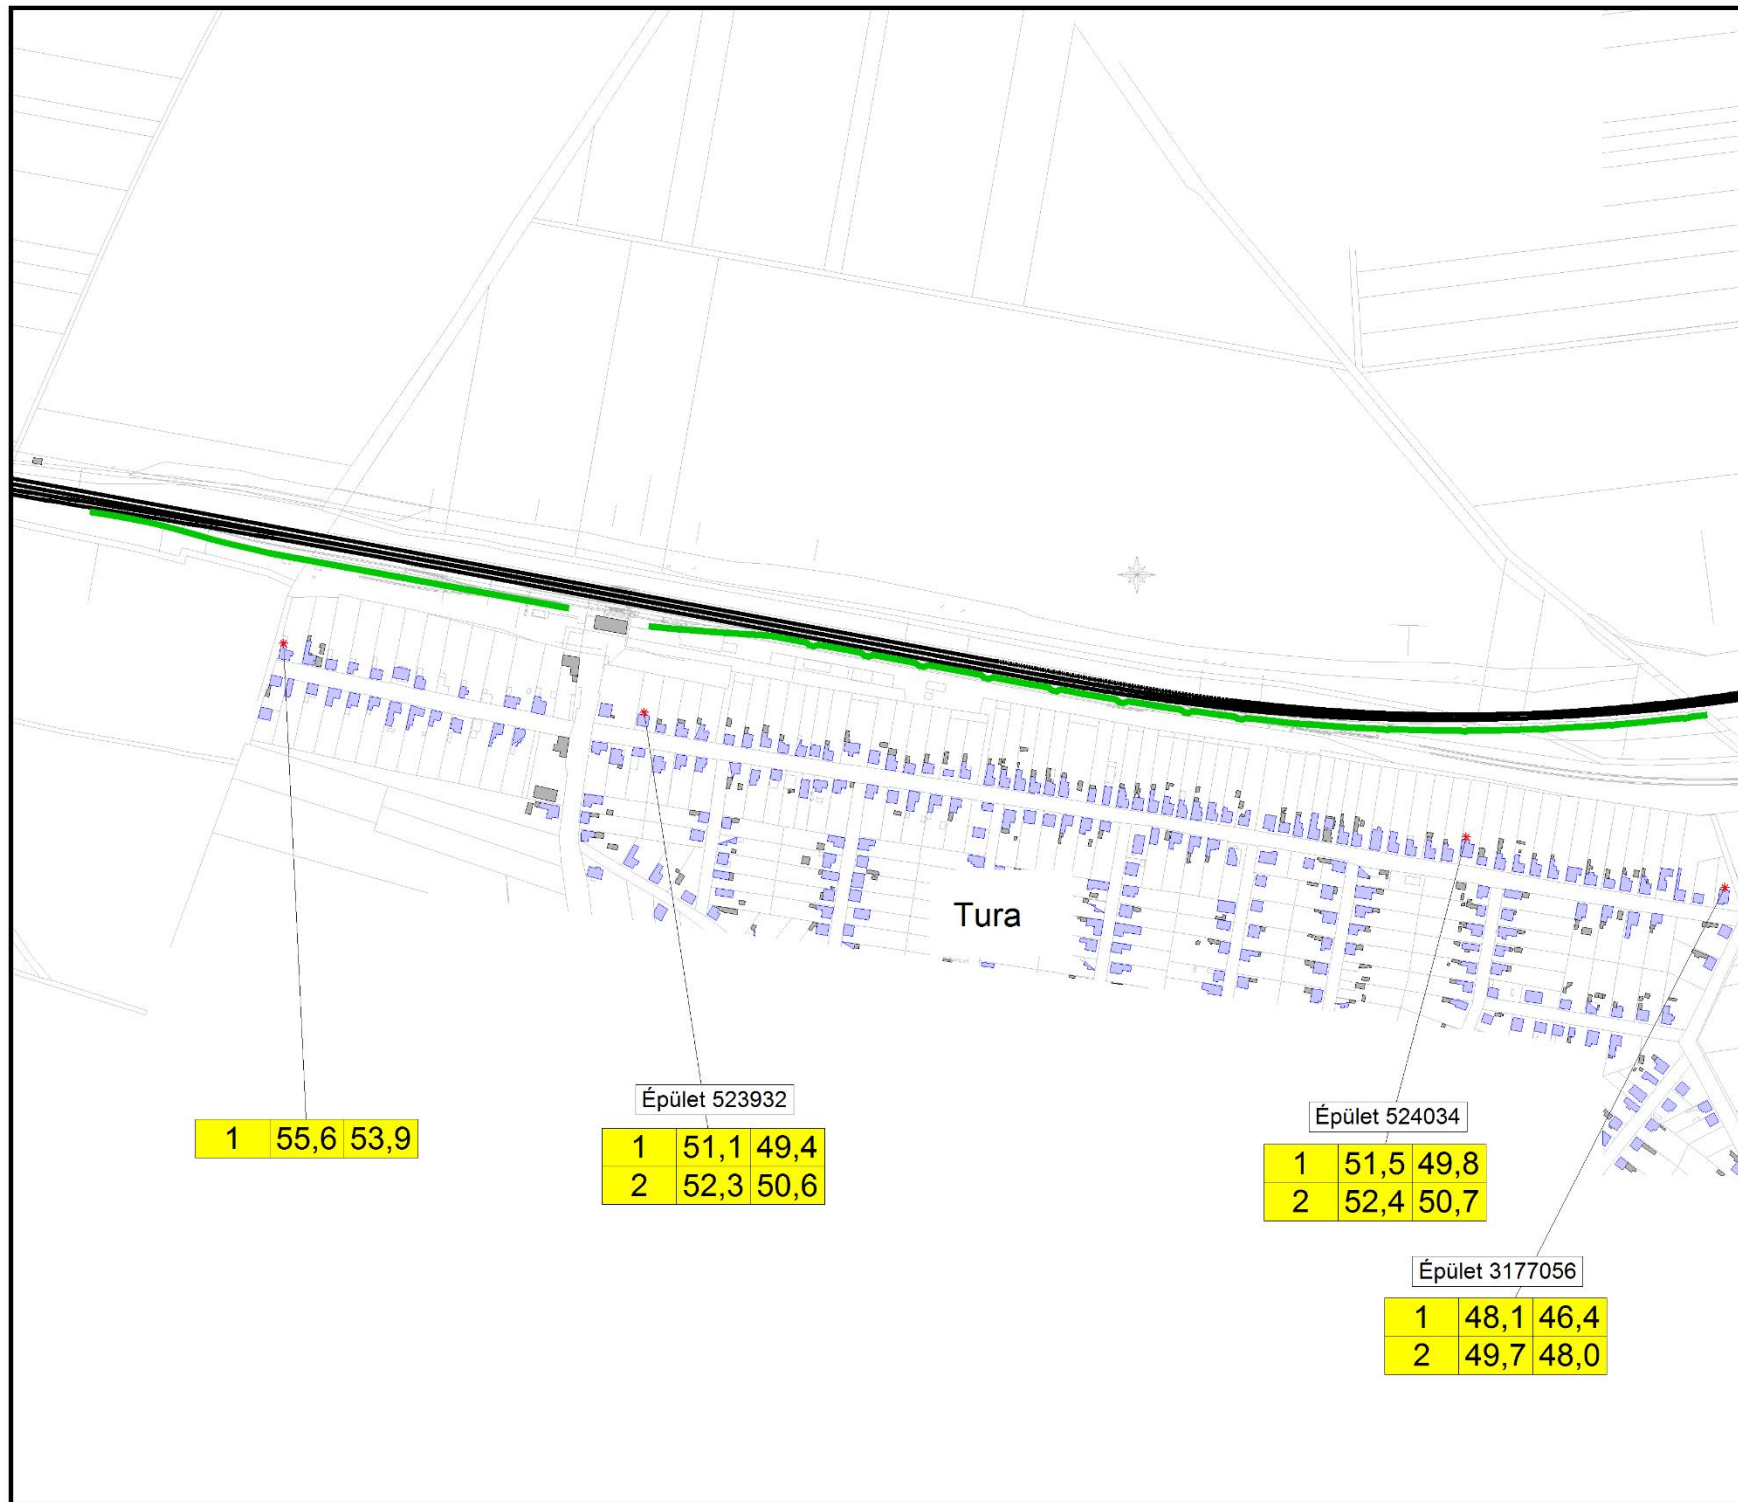 Tura
Épület 523932
1 55,6 53,9
1 51,1 49,4
2 52,3 50,6
Épület 524034
1 51,5 49,8
2 52,4 50,7
Épület 3177056
1 48,1 46,4
2 49,7 48,0